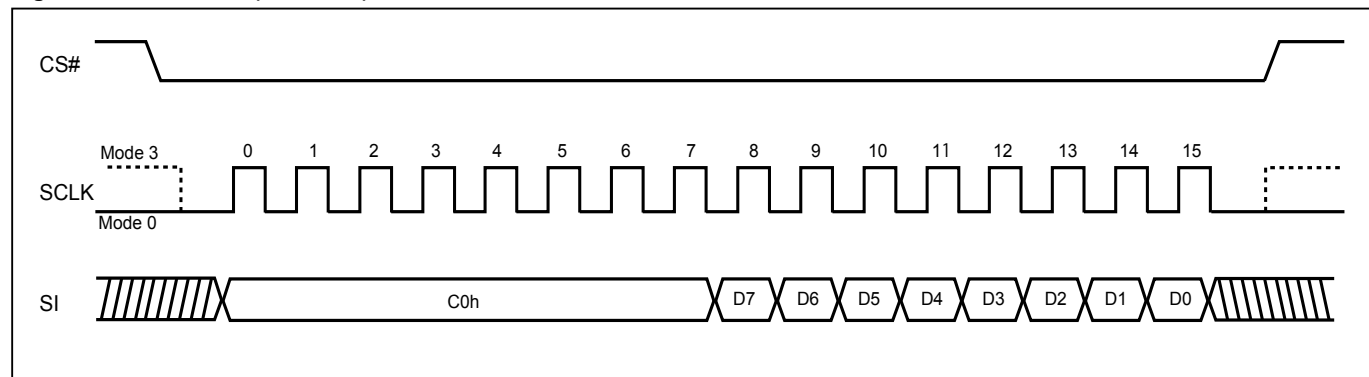 CS#
Mode 3 0 1 2 3 4 5 6 7 8 9 10 11 12 13 14 15
SCLK
Mode 0
SI C0h D7 D6 D5 D4 D3 D2 D1 D0